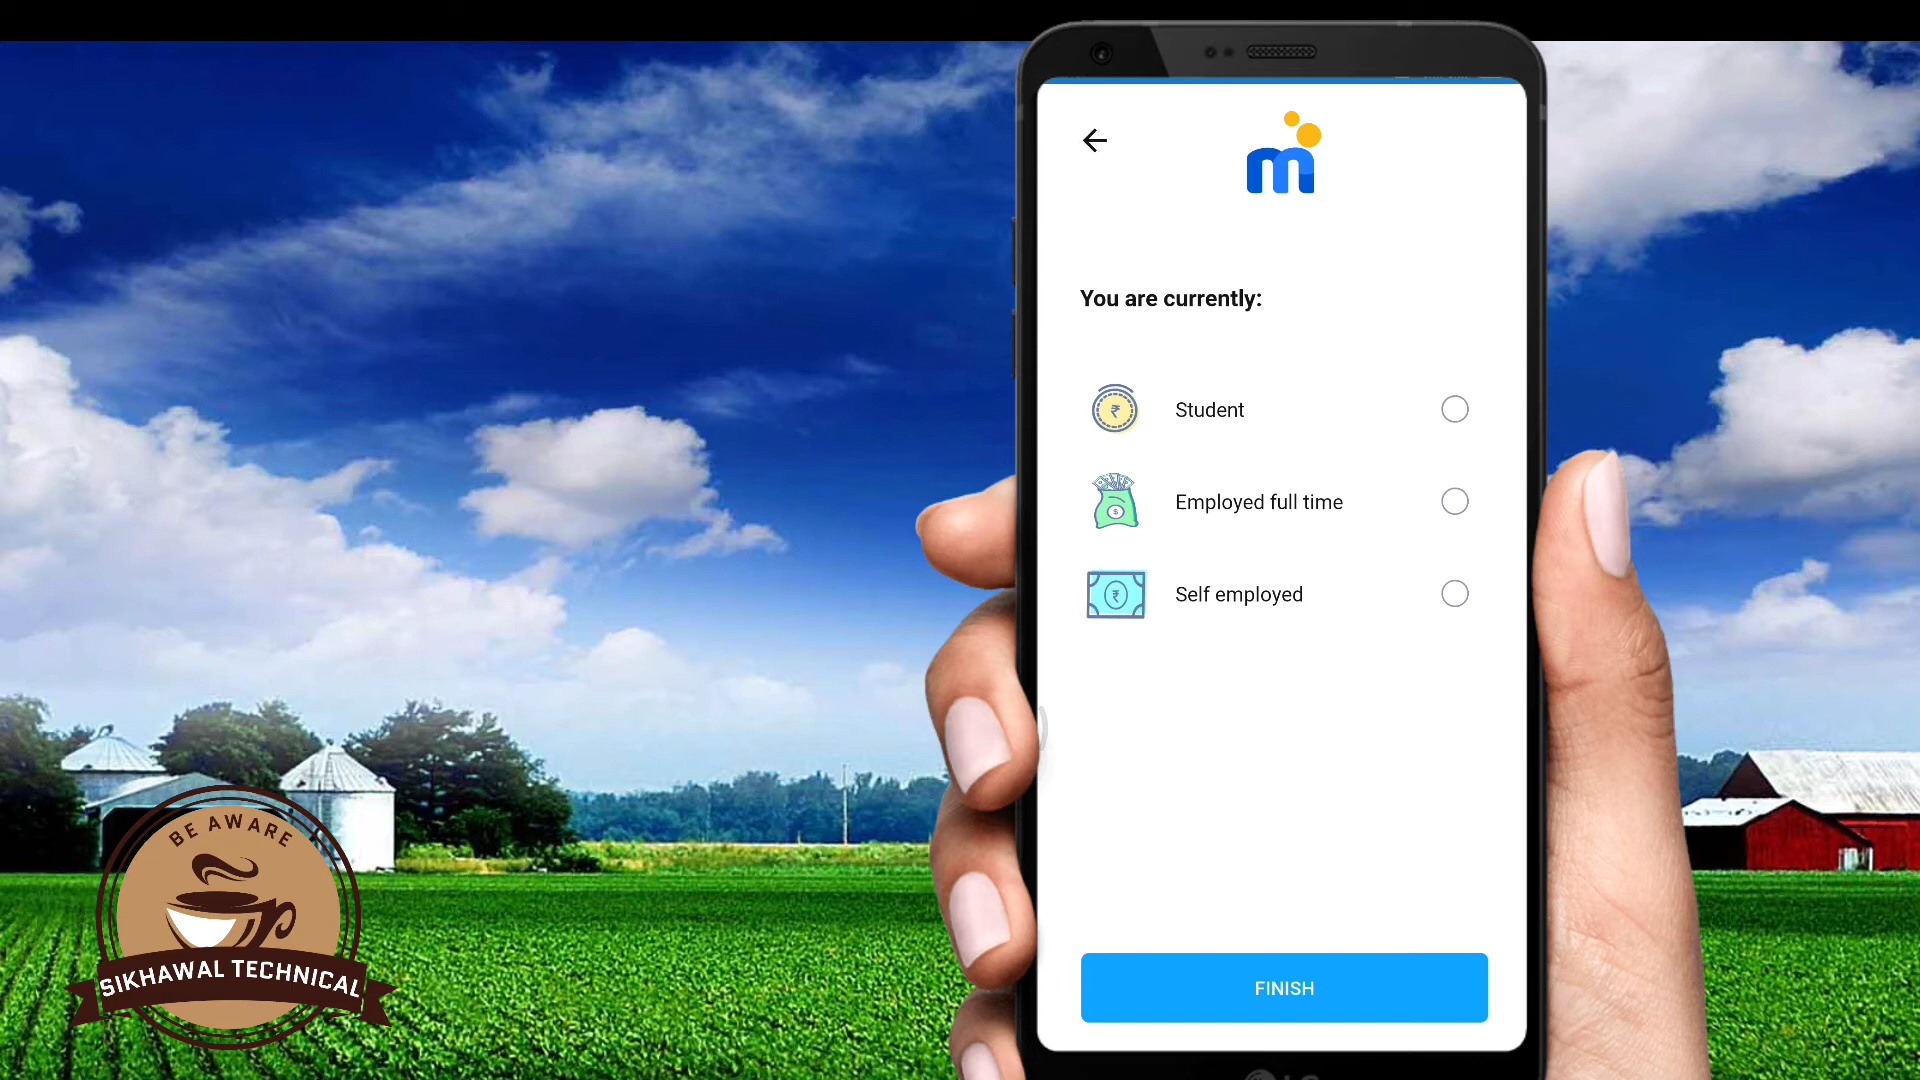 You are currently:
Student
Employed full time
Self employed
FINISH
BE AWARE
SIKHAWAL TECHNICAL